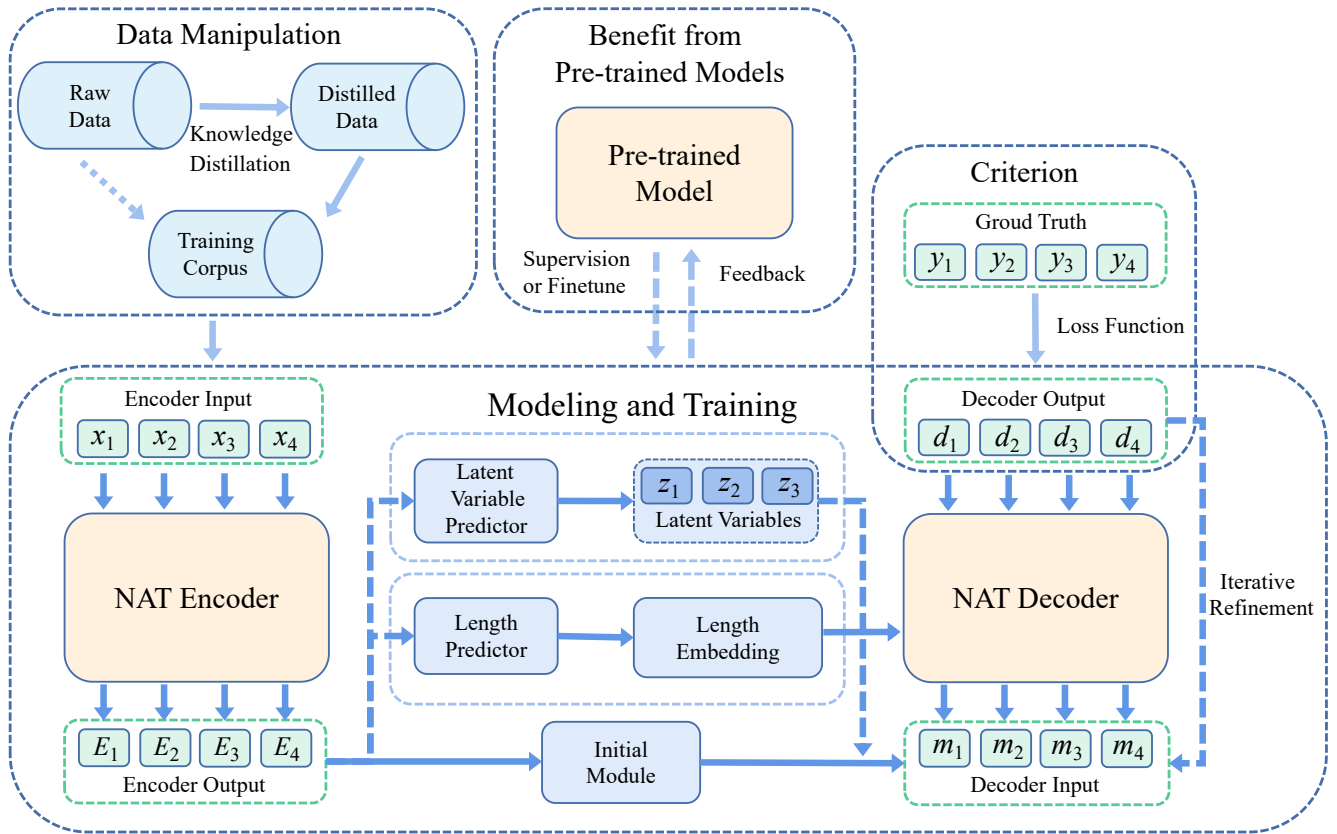 Data Manipulation
Raw
Data
Knowledge
Distillation
Distilled
Data
Training
Corpus
Benefit from
Pre-trained Models
Pre-trained
Model
Supervision
or Finetune
Feedback
Criterion
Groud Truth
y1 y2 y3 y4
Loss Function
Modeling and Training
Encoder Input
x1 x2 x3 x4
NAT Encoder
E1 E2 E3 E4
Encoder Output
Latent
Variable
Predictor
z1 z2 z3
Latent Variables
Length
Predictor
Length
Embedding
Initial
Module
Decoder Output
d1 d2 d3 d4
NAT Decoder
m1 m2 m3 m4
Decoder Input
Iterative
Refinement